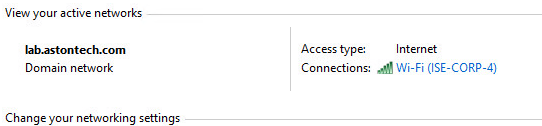 View your active networks
lab.astontech.com
Domain network
Access type: Internet
Connections: Wi-Fi (ISE-CORP-4)
Change your networking settings